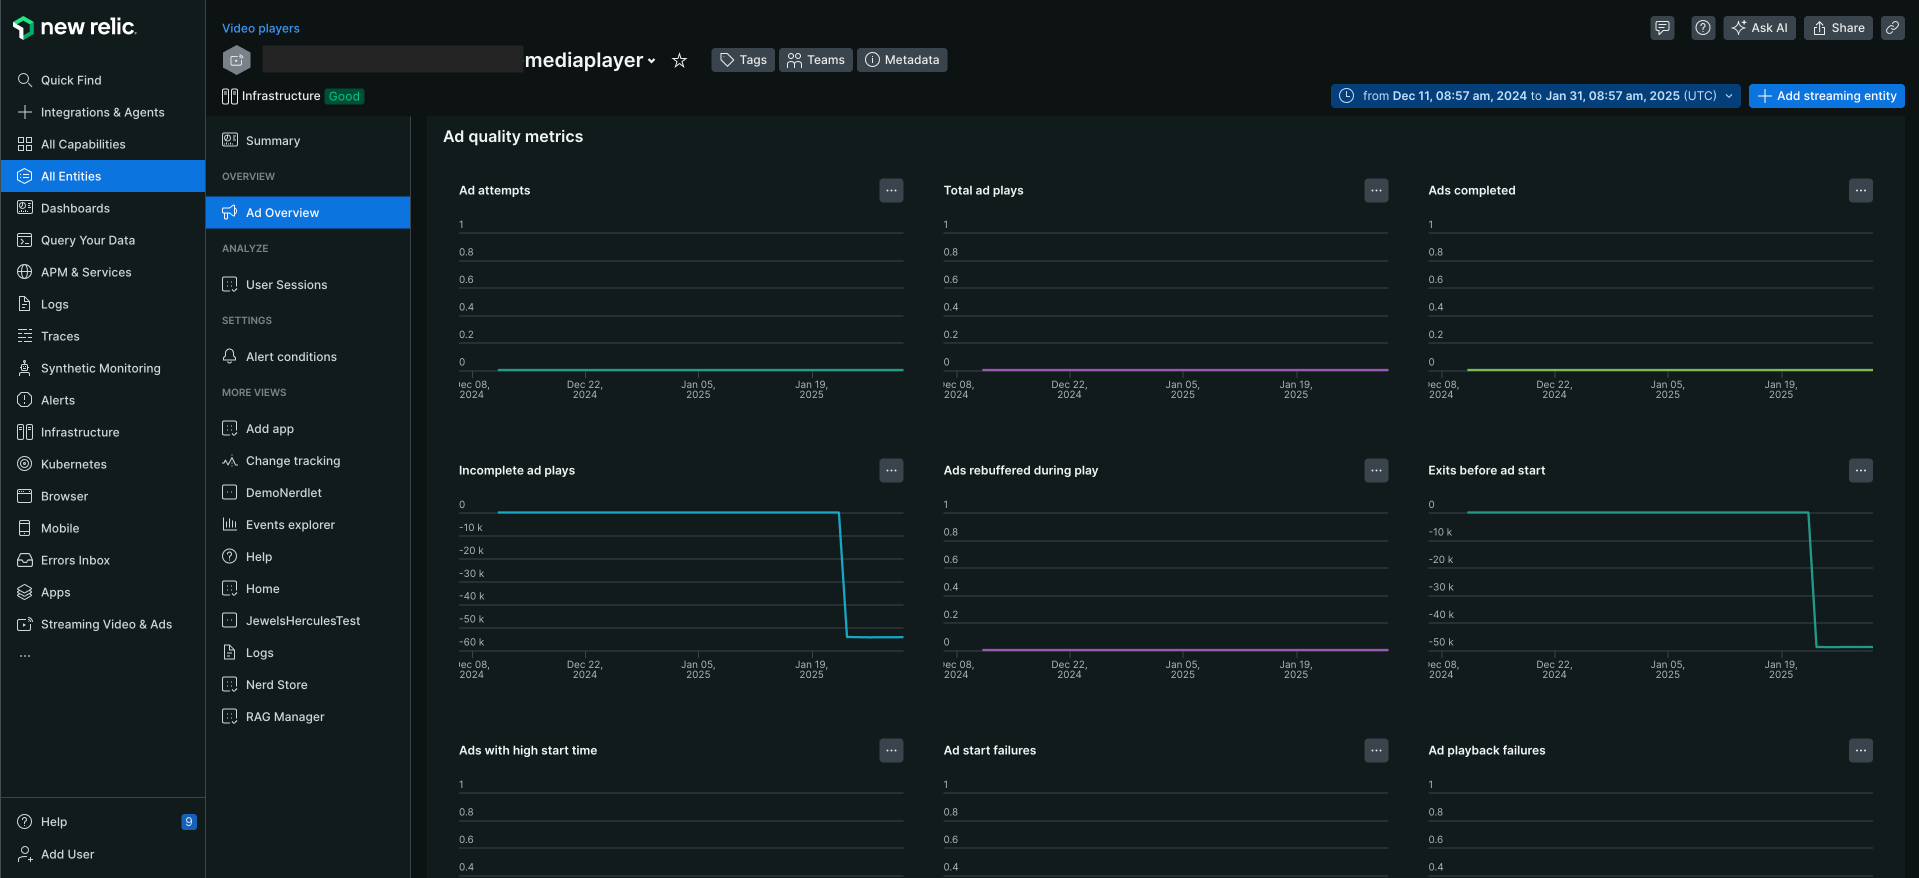 new relic.
Quick Find
Integrations & Agents
All Capabilities
All Entities
Dashboards
Query Your Data
APM & Services
Logs
Traces
Synthetic Monitoring
Alerts
Infrastructure
Kubernetes
Browser
Mobile
Errors Inbox
Apps
Streaming Video & Ads
...
Help 9
Add User
Video players
mediaplayer
Tags Teams Metadata
Ask AI Share
Infrastructure Good
from Dec 11, 08:57 am, 2024 to Jan 31, 08:57 am, 2025 (UTC)
Add streaming entity
Summary
OVERVIEW
Ad Overview
ANALYZE
User Sessions
SETTINGS
Alert conditions
MORE VIEWS
Add app
Change tracking
DemoNerdlet
Events explorer
Help
Home
JewelsHerculesTest
Logs
Nerd Store
RAG Manager
Ad quality metrics
Ad attempts
1
0.8
0.6
0.4
0.2
0
ec 08, Dec 22, Jan 05, Jan 19,
2024 2024 2025 2025
Total ad plays
1
0.8
0.6
0.4
0.2
0
ec 08, Dec 22, Jan 05, Jan 19,
2024 2024 2025 2025
Ads completed
1
0.8
0.6
0.4
0.2
0
ec 08, Dec 22, Jan 05, Jan 19,
2024 2024 2025 2025
Incomplete ad plays
0
-10 k
-20 k
-30 k
-40 k
-50 k
-60 k
ec 08, Dec 22, Jan 05, Jan 19,
2024 2024 2025 2025
Ads rebuffered during play
1
0.8
0.6
0.4
0.2
0
ec 08, Dec 22, Jan 05, Jan 19,
2024 2024 2025 2025
Exits before ad start
0
-10 k
-20 k
-30 k
-40 k
-50 k
ec 08, Dec 22, Jan 05, Jan 19,
2024 2024 2025 2025
Ads with high start time
1
0.8
0.6
0.4
Ad start failures
1
0.8
0.6
0.4
Ad playback failures
1
0.8
0.6
0.4